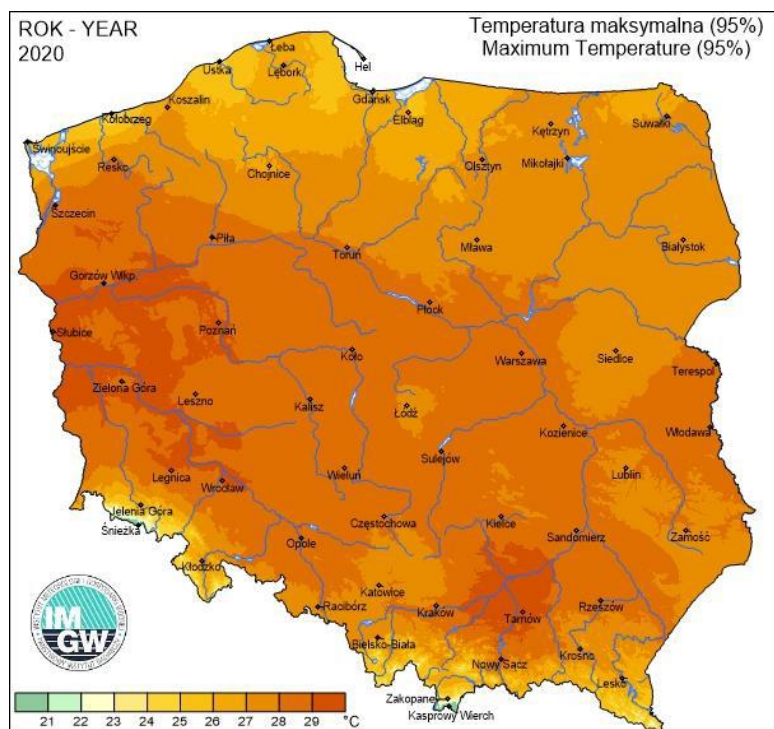 ROK - YEAR
2020
Temperatura maksymalna (95%)
Maximum Temperature (95%)
Łeba
Ustka
Lębork
Hel
Koszalin
Gdańsk
Kołobrzeg
Elbląg
Kętrzyn
Suwałki
Świnoujście
Resko
Chojnice
Olsztyn
Mikołajki
Szczecin
Piła
Toruń
Mława
Białystok
Gorzów Wlkp.
Płock
Słubice
Poznań
Koło
Warszawa
Siedlce
Terespol
Zielona Góra
Leszno
Kalisz
Łódź
Kozienice
Włodawa
Sulejów
Legnica
Wrocław
Wieluń
Lublin
Jelenia Góra
Śnieżka
Częstochowa
Kielce
Sandomierz
Zamość
Opole
Kłodzko
Katowice
Racibórz
Kraków
Tarnów
Rzeszów
Bielsko-Biała
Nowy Sącz
Krosno
Lesko
Zakopane
Kasprowy Wierch
IM
GW
21 22 23 24 25 26 27 28 29 °C